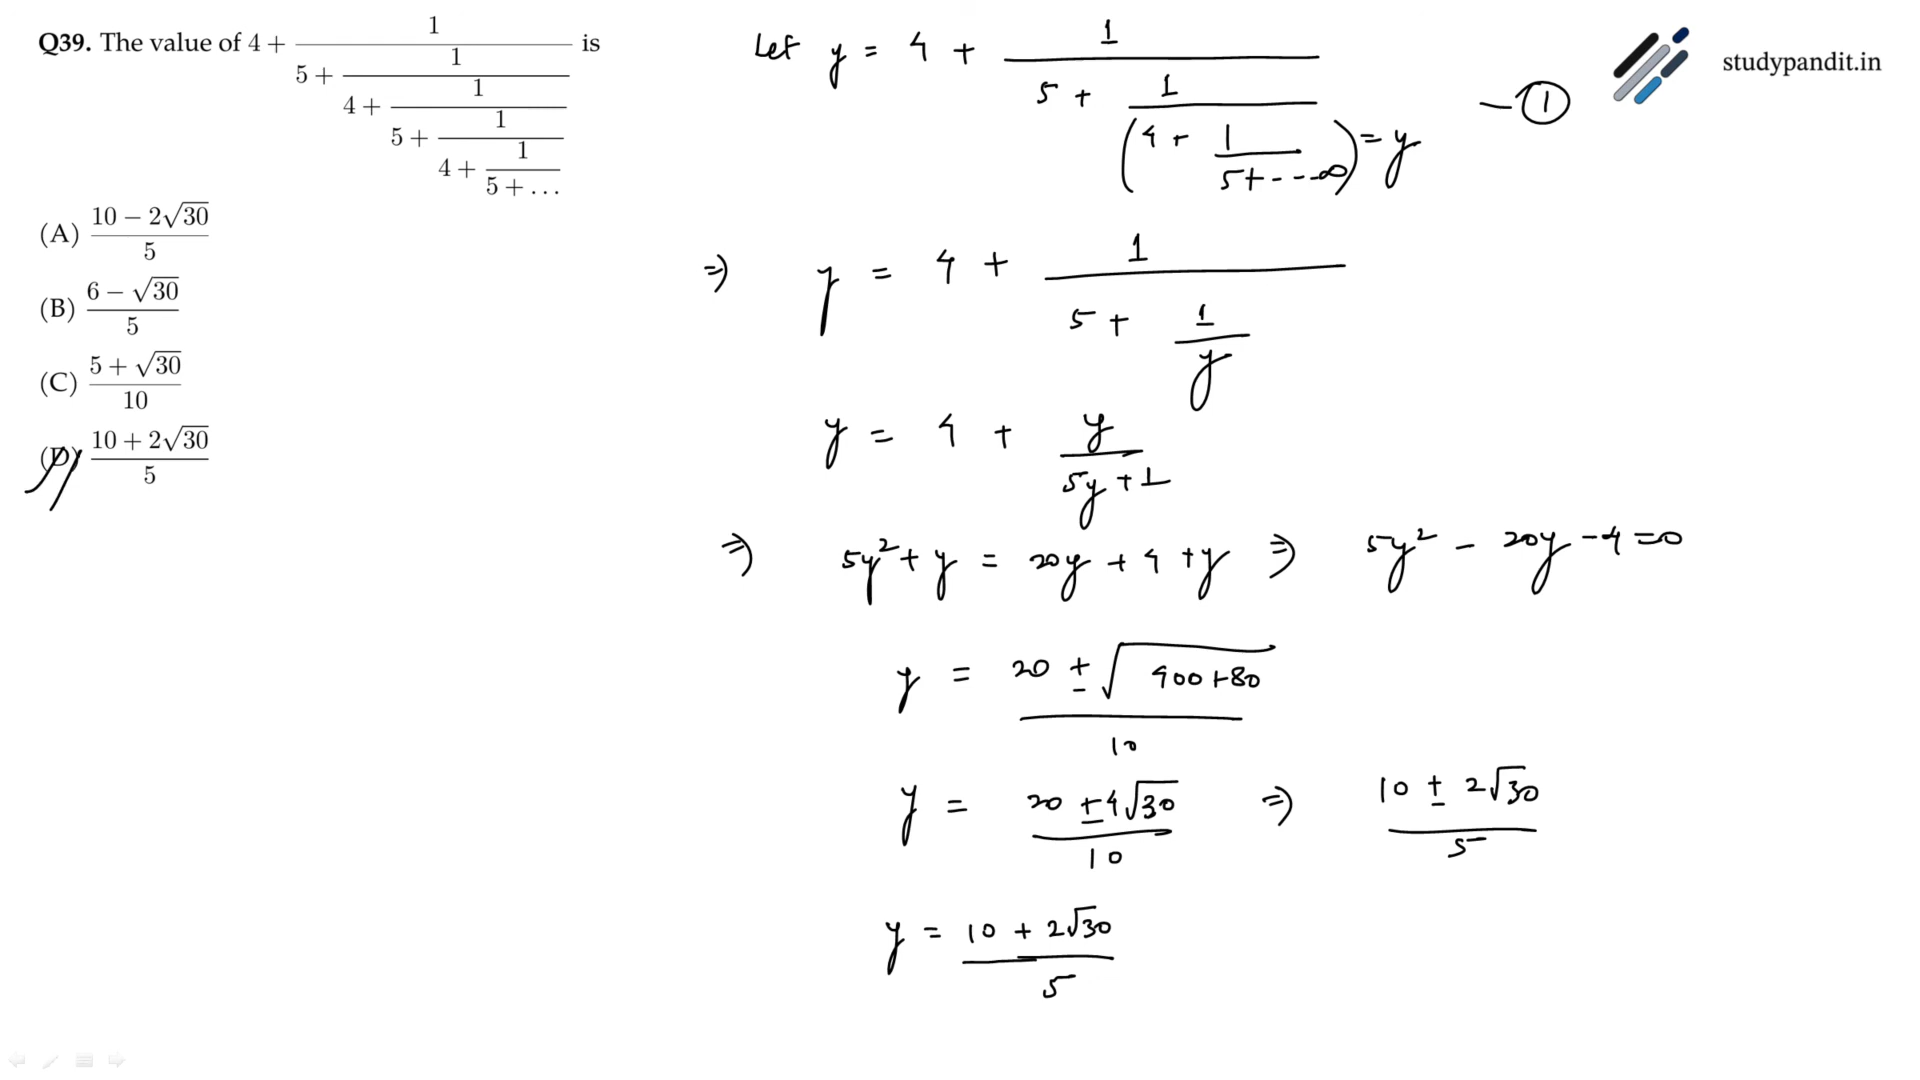 Q39. The value of 4 + 1/(5 + 1/(4 + 1/(5 + 1/(4 + 1/(5 + ...))))) is
(A) (10 − 2√30)/5
(B) (6 − √30)/5
(C) (5 + √30)/10
(D) (10 + 2√30)/5
Let y = 4 + 1/(5 + 1/(4 + 1/(5 + - - - ∞)) = y) — ①
⇒ y = 4 + 1/(5 + 1/y)
y = 4 + y/(5y + 1)
⇒ 5y² + y = 20y + 4 + y ⇒ 5y² − 20y − 4 = 0
y = (20 ± √(400 + 80))/10
y = (20 ± 4√30)/10 ⇒ (10 ± 2√30)/5
y = (10 + 2√30)/5
studypandit.in